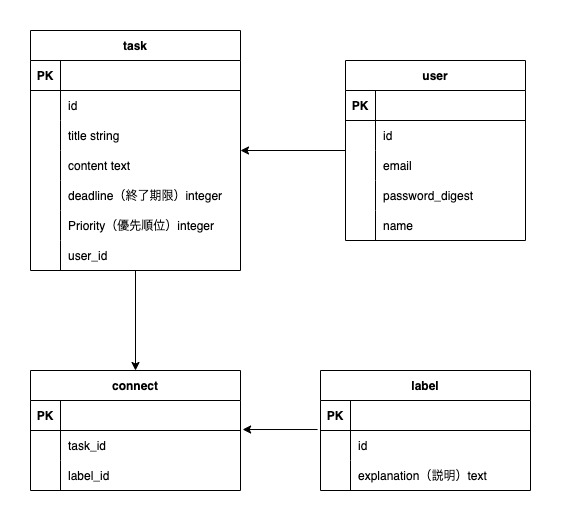 task
PK
id
title string
content text
deadline（終了期限）integer
Priority（優先順位）integer
user_id
user
PK
id
email
password_digest
name
connect
PK
task_id
label_id
label
PK
id
explanation（説明）text